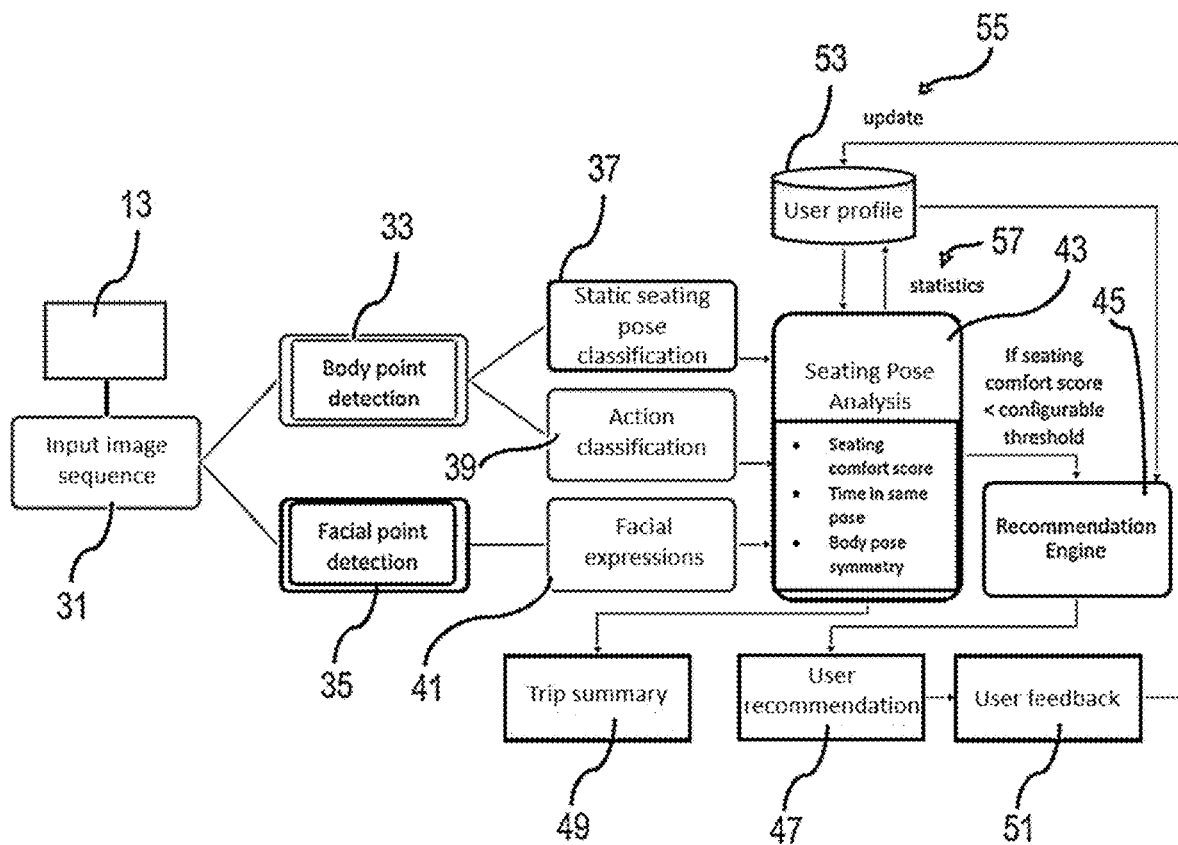 55
53
update
37
13
33
User profile
57
43
statistics
45
Static seating
pose
classification
Body point
detection
Seating Pose
Analysis
If seating
comfort score
< configurable
threshold
Input image
sequence
Action
classification
39
• Seating
comfort score
• Time in same
pose
• Body pose
symmetry
Facial point
detection
Facial
expressions
Recommendation
Engine
31
35
41
Trip summary
User
recommendation
User feedback
49
47
51